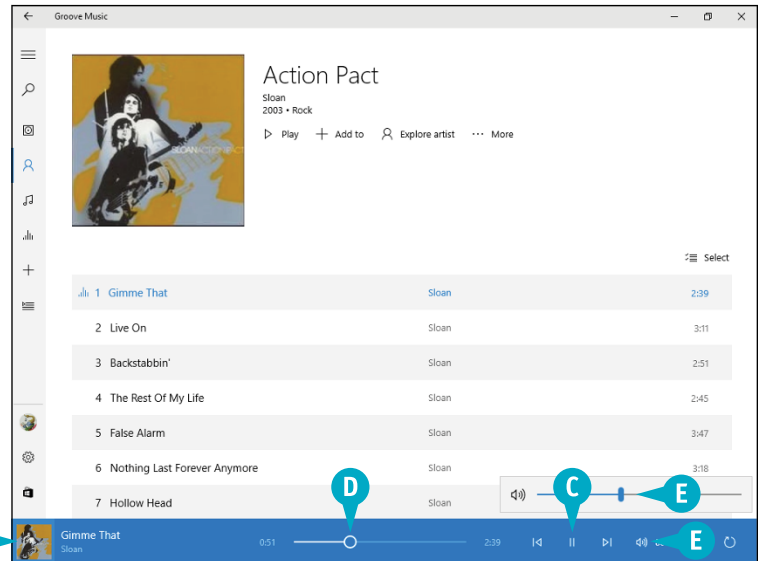 Groove Music
SLOAN ACTION PACT
Action Pact
Sloan
2003 • Rock
Play Add to Explore artist ··· More
Select
1 Gimme That Sloan 2:39
2 Live On Sloan 3:11
3 Backstabbin' Sloan 2:51
4 The Rest Of My Life Sloan 2:45
5 False Alarm Sloan 3:47
6 Nothing Last Forever Anymore Sloan 3:18
7 Hollow Head Sloan
D
C
E
Gimme That
Sloan
0:51 2:39
E